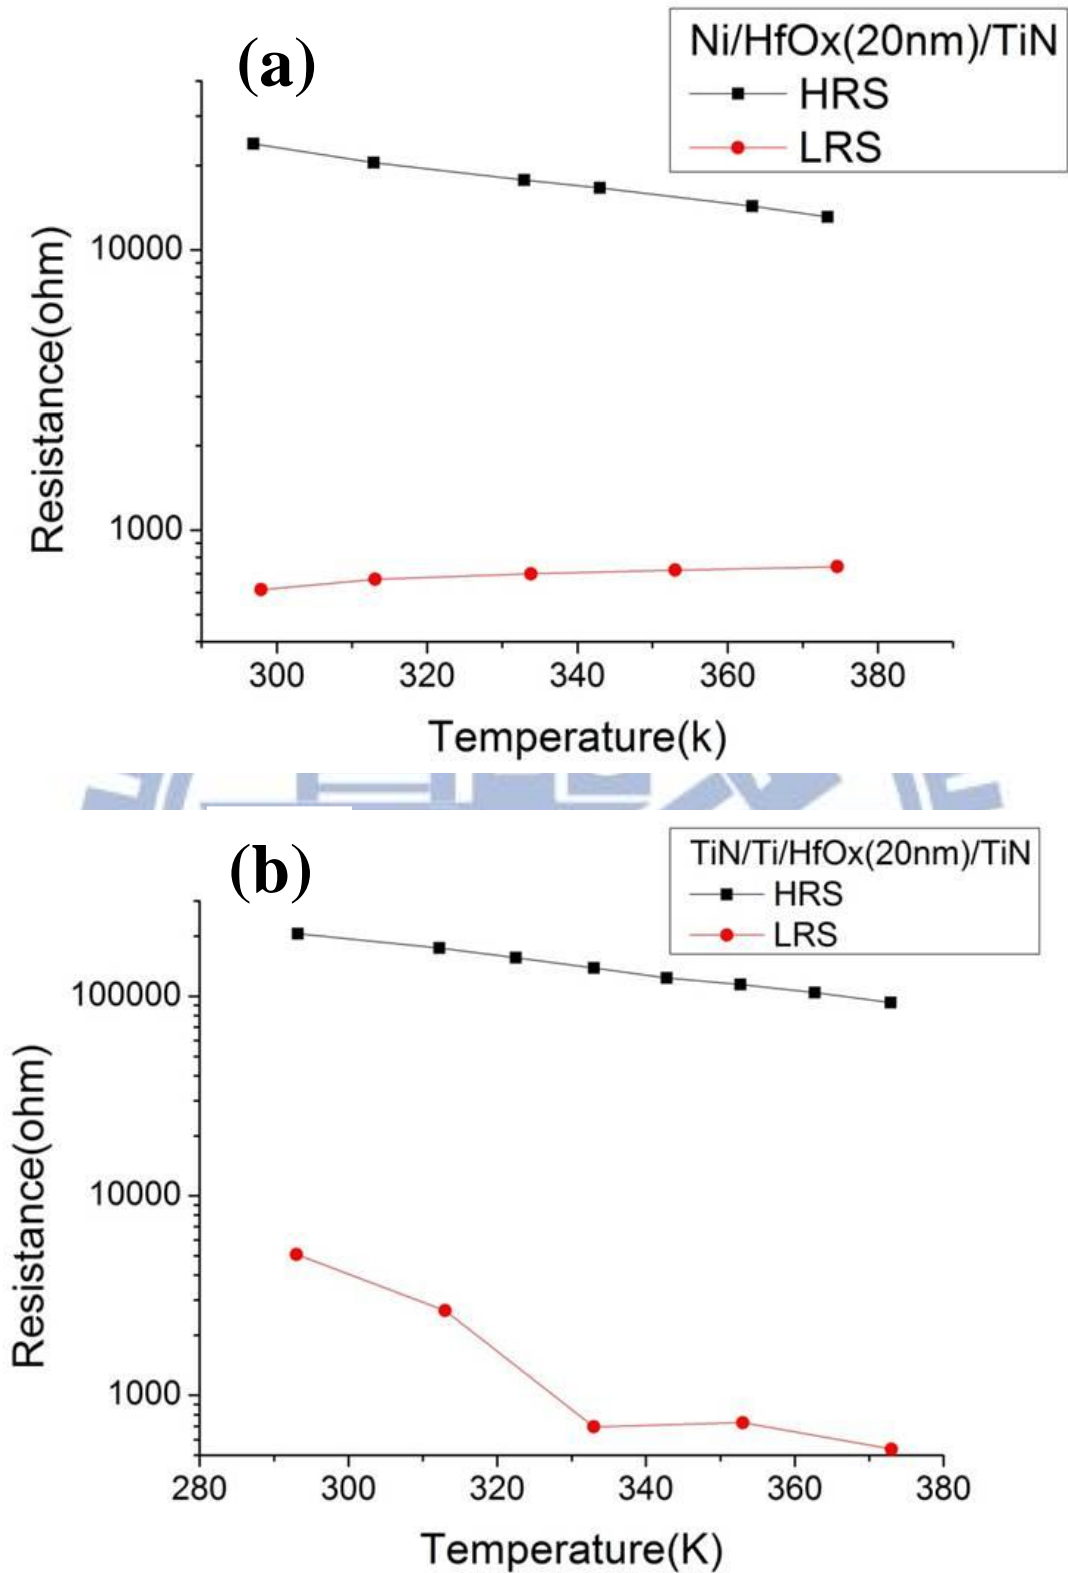 (a)
Ni/HfOx(20nm)/TiN
HRS
LRS
10000
1000
Resistance(ohm)
300 320 340 360 380
Temperature(k)
(b)
TiN/Ti/HfOx(20nm)/TiN
HRS
LRS
100000
10000
1000
Resistance(ohm)
280 300 320 340 360 380
Temperature(K)